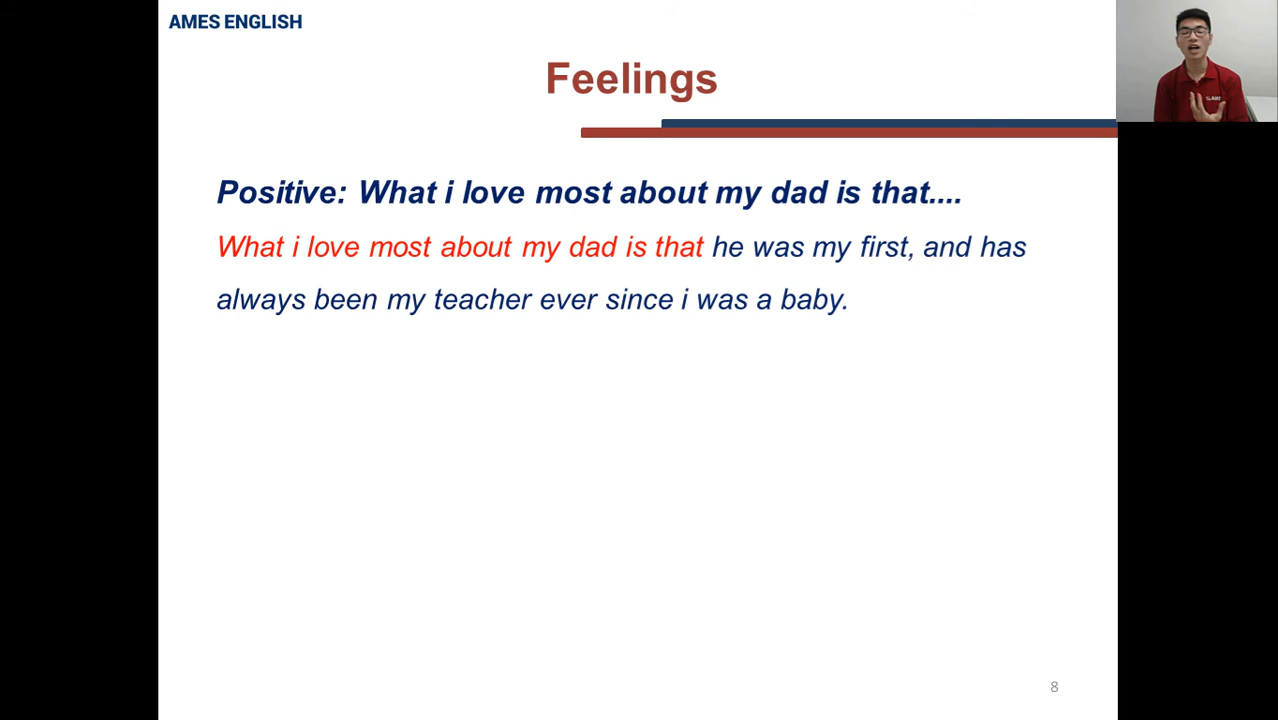 AMES ENGLISH
Feelings
Positive: What i love most about my dad is that....
What i love most about my dad is that he was my first, and has
always been my teacher ever since i was a baby.
8